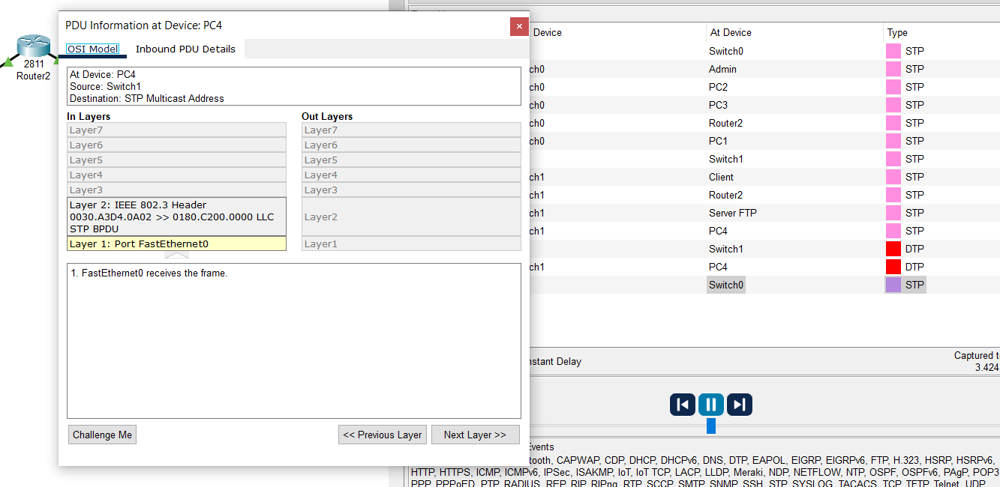 2811
Router2
PDU Information at Device: PC4
OSI Model
Inbound PDU Details
At Device: PC4
Source: Switch1
Destination: STP Multicast Address
In Layers
Out Layers
Layer7
Layer6
Layer5
Layer4
Layer3
Layer 2: IEEE 802.3 Header
0030.A3D4.0A02 >> 0180.C200.0000 LLC
STP BPDU
Layer 1: Port FastEthernet0
Layer7
Layer6
Layer5
Layer4
Layer3
Layer2
Layer1
1. FastEthernet0 receives the frame.
Challenge Me
<< Previous Layer
Next Layer >>
Device At Device Type
Switch0 STP
ch0 Admin STP
ch0 PC2 STP
ch0 PC3 STP
ch0 Router2 STP
ch0 PC1 STP
Switch1 STP
ch1 Client STP
ch1 Router2 STP
ch1 Server FTP STP
ch1 PC4 STP
Switch1 DTP
ch1 PC4 DTP
Switch0 STP
nstant Delay
Captured to
3.424
Events
tooth, CAPWAP, CDP, DHCP, DHCPv6, DNS, DTP, EAPOL, EIGRP, EIGRPv6, FTP, H.323, HSRP, HSRPv6,
HTTP, HTTPS, ICMP, ICMPv6, IPSec, ISAKMP, IoT, IoT TCP, LACP, LLDP, Meraki, NDP, NETFLOW, NTP, OSPF, OSPFv6, PAgP, POP3
PPP, PPPoED, PTP, RADIUS, REP, RIP, RIPng, RTP, SCCP, SMTP, SNMP, SSH, STP, SYSLOG, TACACS, TCP, TFTP, Telnet, UDP,